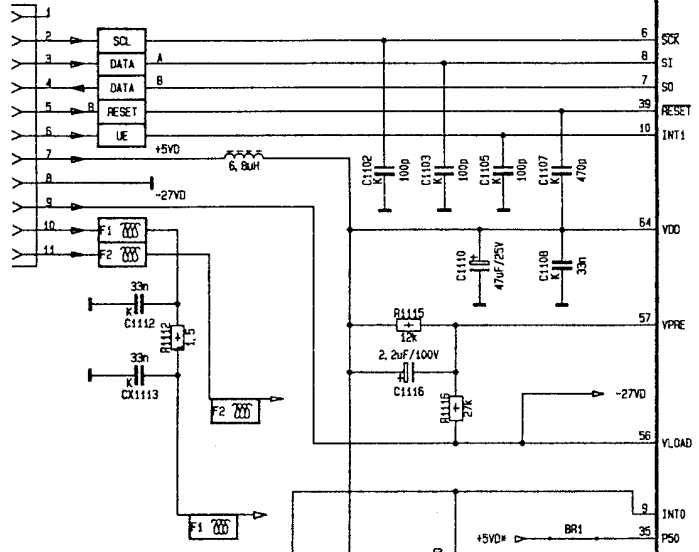 1
2 SCL 6 SCK
3 DATA A 8 SI
4 DATA B 7 SO
5 B RESET 39 RESET
6 UE 10 INT1
7 +5VD
6,8uH
C1102 K 100p
C1103 K 100p
C1105 K 100p
C1107 K 470p
8
-27VD
9
10 F1 64 VDD
11 F2
C1110 + 47uF/25V
C1108 K 33n
33n
K
C1112
R1112 1,5
R1115
12k
57 VPRE
33n
K
CX1113
2,2uF/100V
+
C1116
R1116 27k
-27VD
F2
56 VLOAD
9 INT0
F1
+5VD* BR1 35 P50